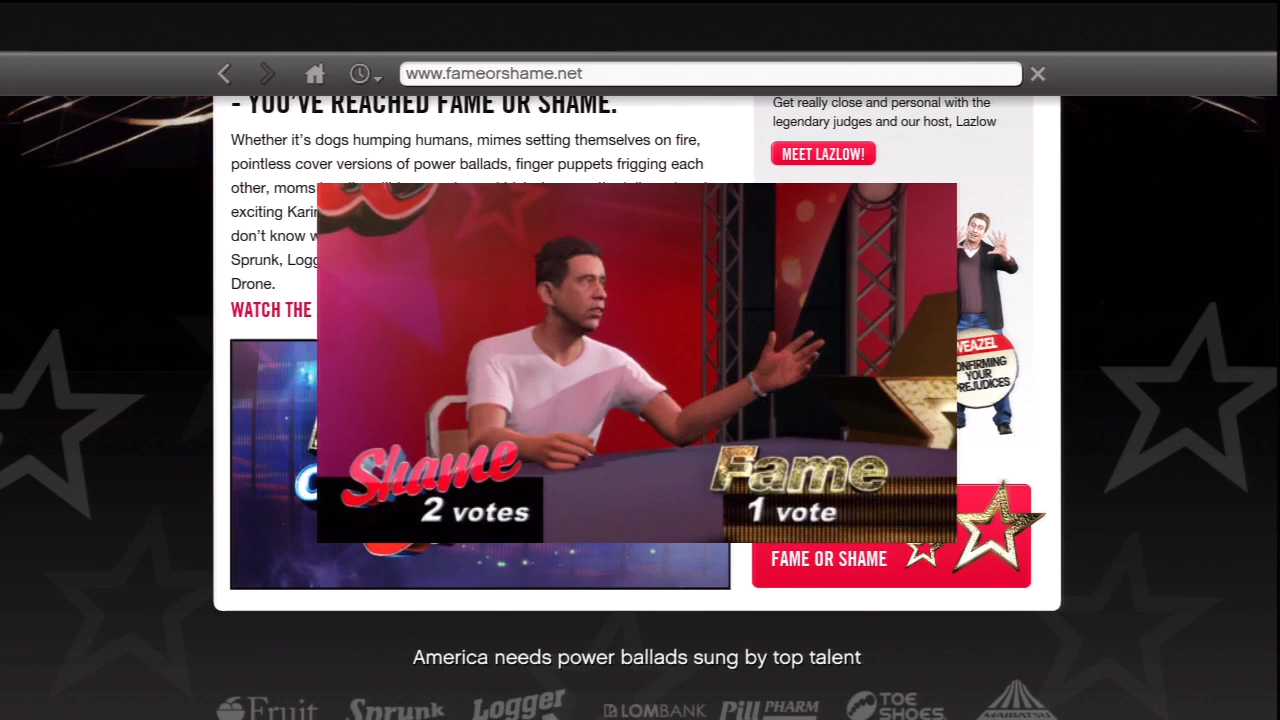 www.fameorshame.net
- YOU'VE REACHED FAME OR SHAME.
Whether it's dogs humping humans, mimes setting themselves on fire,
pointless cover versions of power ballads, finger puppets frigging each
other, moms
exciting Karin
don't know w
Sprunk, Logg
Drone.
WATCH THE
Get really close and personal with the
legendary judges and our host, Lazlow
MEET LAZLOW!
WEAZEL
CONFIRMING
YOUR
PREJUDICES
Shame
2 votes
Fame
1 vote
FAME OR SHAME
America needs power ballads sung by top talent
Fruit
Sprunk
Logger
LOMBANK
Pill PHARM
TOE
SHOES
MAIBATSU